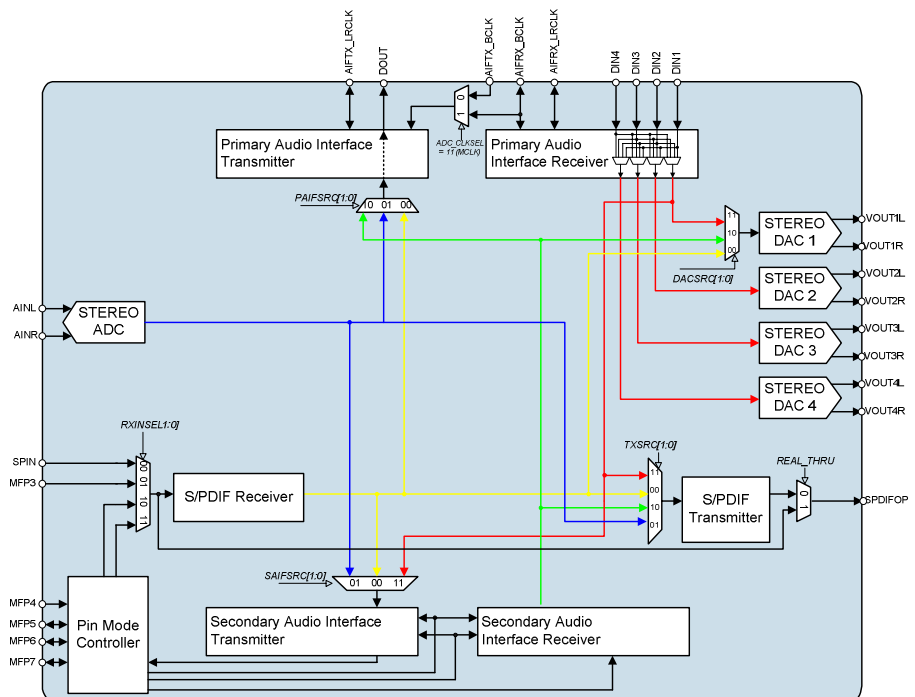 AIFTX_LRCLK
DOUT
AIFTX_BCLK
AIFRX_BCLK
AIFRX_LRCLK
DIN4
DIN3
DIN2
DIN1
0
1
ADC_CLKSEL
= 11 (MCLK)
Primary Audio Interface
Transmitter
Primary Audio
Interface Receiver
PAIFSRC[1:0]
10 01 00
11
10
00
DACSRC[1:0]
STEREO
DAC 1
VOUT1L
VOUT1R
STEREO
DAC 2
VOUT2L
VOUT2R
STEREO
DAC 3
VOUT3L
VOUT3R
STEREO
DAC 4
VOUT4L
VOUT4R
AINL
AINR
STEREO
ADC
RXINSEL1:0]
SPIN
MFP3
00
01
10
11
S/PDIF Receiver
TXSRC[1:0]
11
00
10
01
S/PDIF
Transmitter
REAL_THRU
0
1
SPDIFOP
SAIFSRC[1:0]
01 00 11
MFP4
MFP5
MFP6
MFP7
Pin Mode
Controller
Secondary Audio Interface
Transmitter
Secondary Audio
Interface Receiver